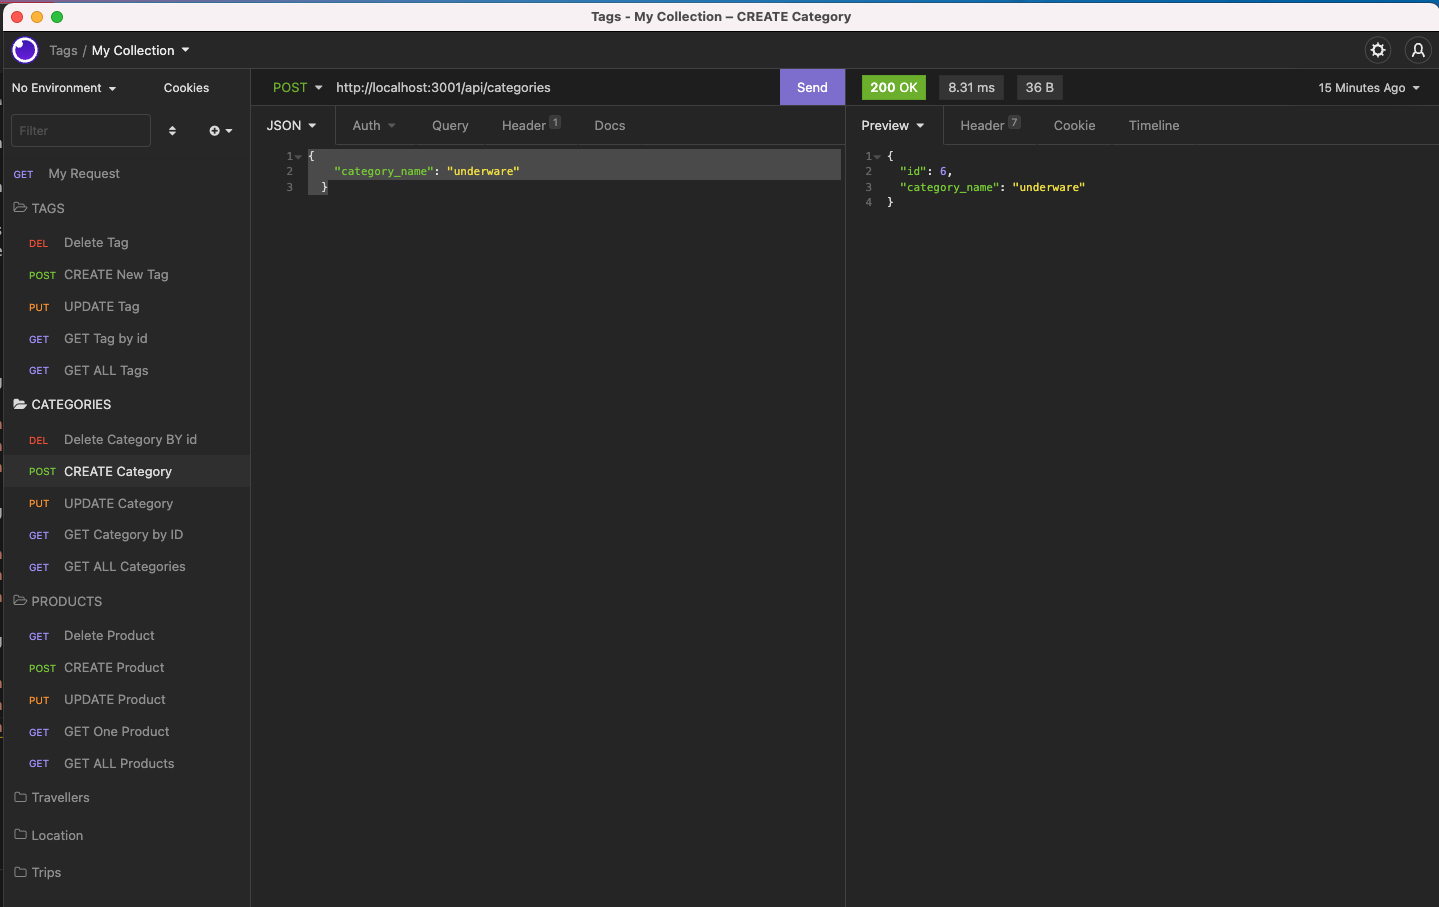 Tags - My Collection – CREATE Category
Tags / My Collection
No Environment Cookies
Filter
GET My Request
TAGS
DEL Delete Tag
POST CREATE New Tag
PUT UPDATE Tag
GET GET Tag by id
GET GET ALL Tags
CATEGORIES
DEL Delete Category BY id
POST CREATE Category
PUT UPDATE Category
GET GET Category by ID
GET GET ALL Categories
PRODUCTS
GET Delete Product
POST CREATE Product
PUT UPDATE Product
GET GET One Product
GET GET ALL Products
Travellers
Location
Trips
POST http://localhost:3001/api/categories Send
JSON Auth Query Header 1 Docs
1 {
2 "category_name": "underware"
3 }
200 OK 8.31 ms 36 B 15 Minutes Ago
Preview Header 7 Cookie Timeline
1 {
2 "id": 6,
3 "category_name": "underware"
4 }